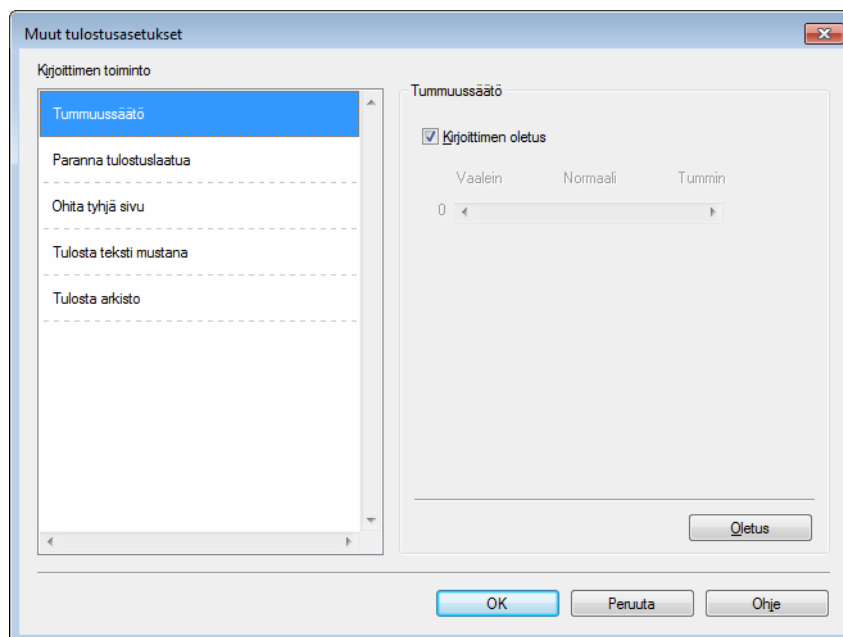 Muut tulostusasetukset
Kirjoittimen toiminto
Tummuussäätö
Paranna tulostuslaatua
Ohita tyhjä sivu
Tulosta teksti mustana
Tulosta arkisto
Tummuussäätö
Kirjoittimen oletus
Vaalein Normaali Tummin
0
Oletus
OK Peruuta Ohje